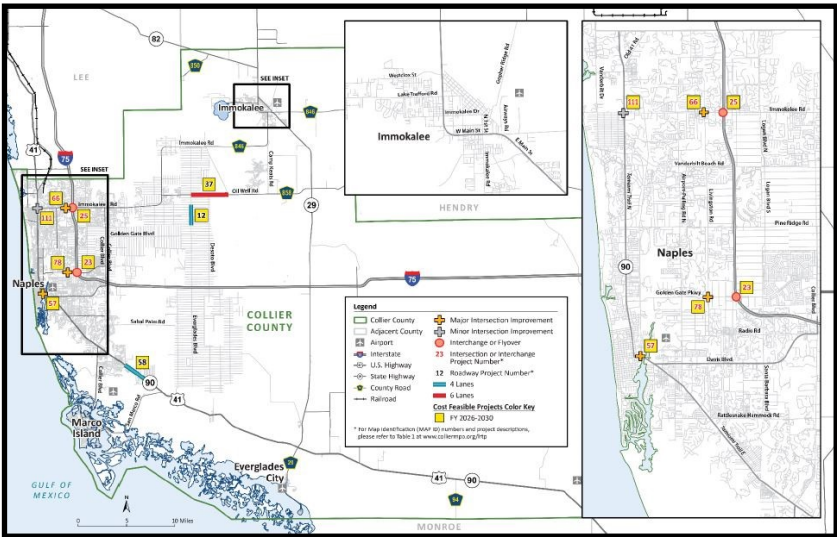 82
850
LEE
SEE INSET
Immokalee
846
41
75
SEE INSET
Immokalee Rd
846
Camp Keais Rd
37
Oil Well Rd
858
12
29
66
Immokalee Rd
111
25
Golden Gate Blvd
Collier Blvd
DeSoto Blvd
78
23
75
Naples
57
Sabal Palm Rd
Everglades Blvd
COLLIER
COUNTY
58
90
41
Collier Blvd
San Marco Rd
Marco
Island
Everglades
City
29
41
90
94
GULF OF
MEXICO
N
0
10 Miles
MONROE
HENDRY
Westclox St
Lake Trafford Rd
Gopher Ridge Rd
Immokalee Dr
N 1st St
Immokalee
W Main St
E Main St
Immokalee Rd
Legend
Collier County
Adjacent County
Airport
Interstate
U.S. Highway
State Highway
County Road
Railroad
Major Intersection Improvement
Minor Intersection Improvement
Interchange or Flyover
23 Intersection or Interchange
Project Number*
12 Roadway Project Number*
4 Lanes
6 Lanes
Cost Feasible Projects Color Key
FY 2026-2030
* For Map Identification (MAP ID) numbers and project descriptions,
please refer to Table 1 at www.colliermpo.org/lrtp
Old 41 Rd
Vanderbilt Dr
111
66
25
Immokalee Rd
Logan Blvd N
Vanderbilt Beach Rd
Tamiami Trail N
Airport-Pulling Rd N
Livingston Rd
Logan Blvd S
Pine Ridge Rd
Naples
90
Golden Gate Pkwy
78
23
Collier Blvd
Radio Rd
57
Davis Blvd
Santa Barbara Blvd
Rattlesnake Hammock Rd
Tamiami Trail E